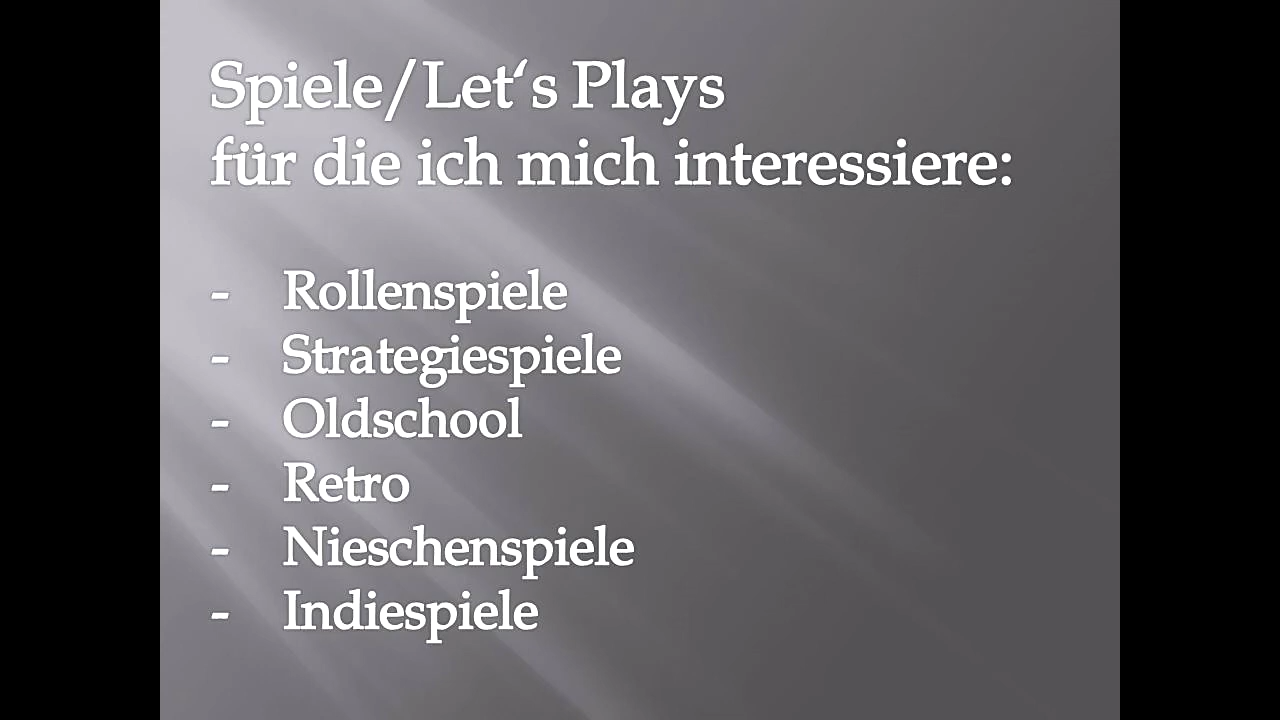 Spiele/Let‘s Plays
für die ich mich interessiere:
- Rollenspiele
- Strategiespiele
- Oldschool
- Retro
- Nieschenspiele
- Indiespiele